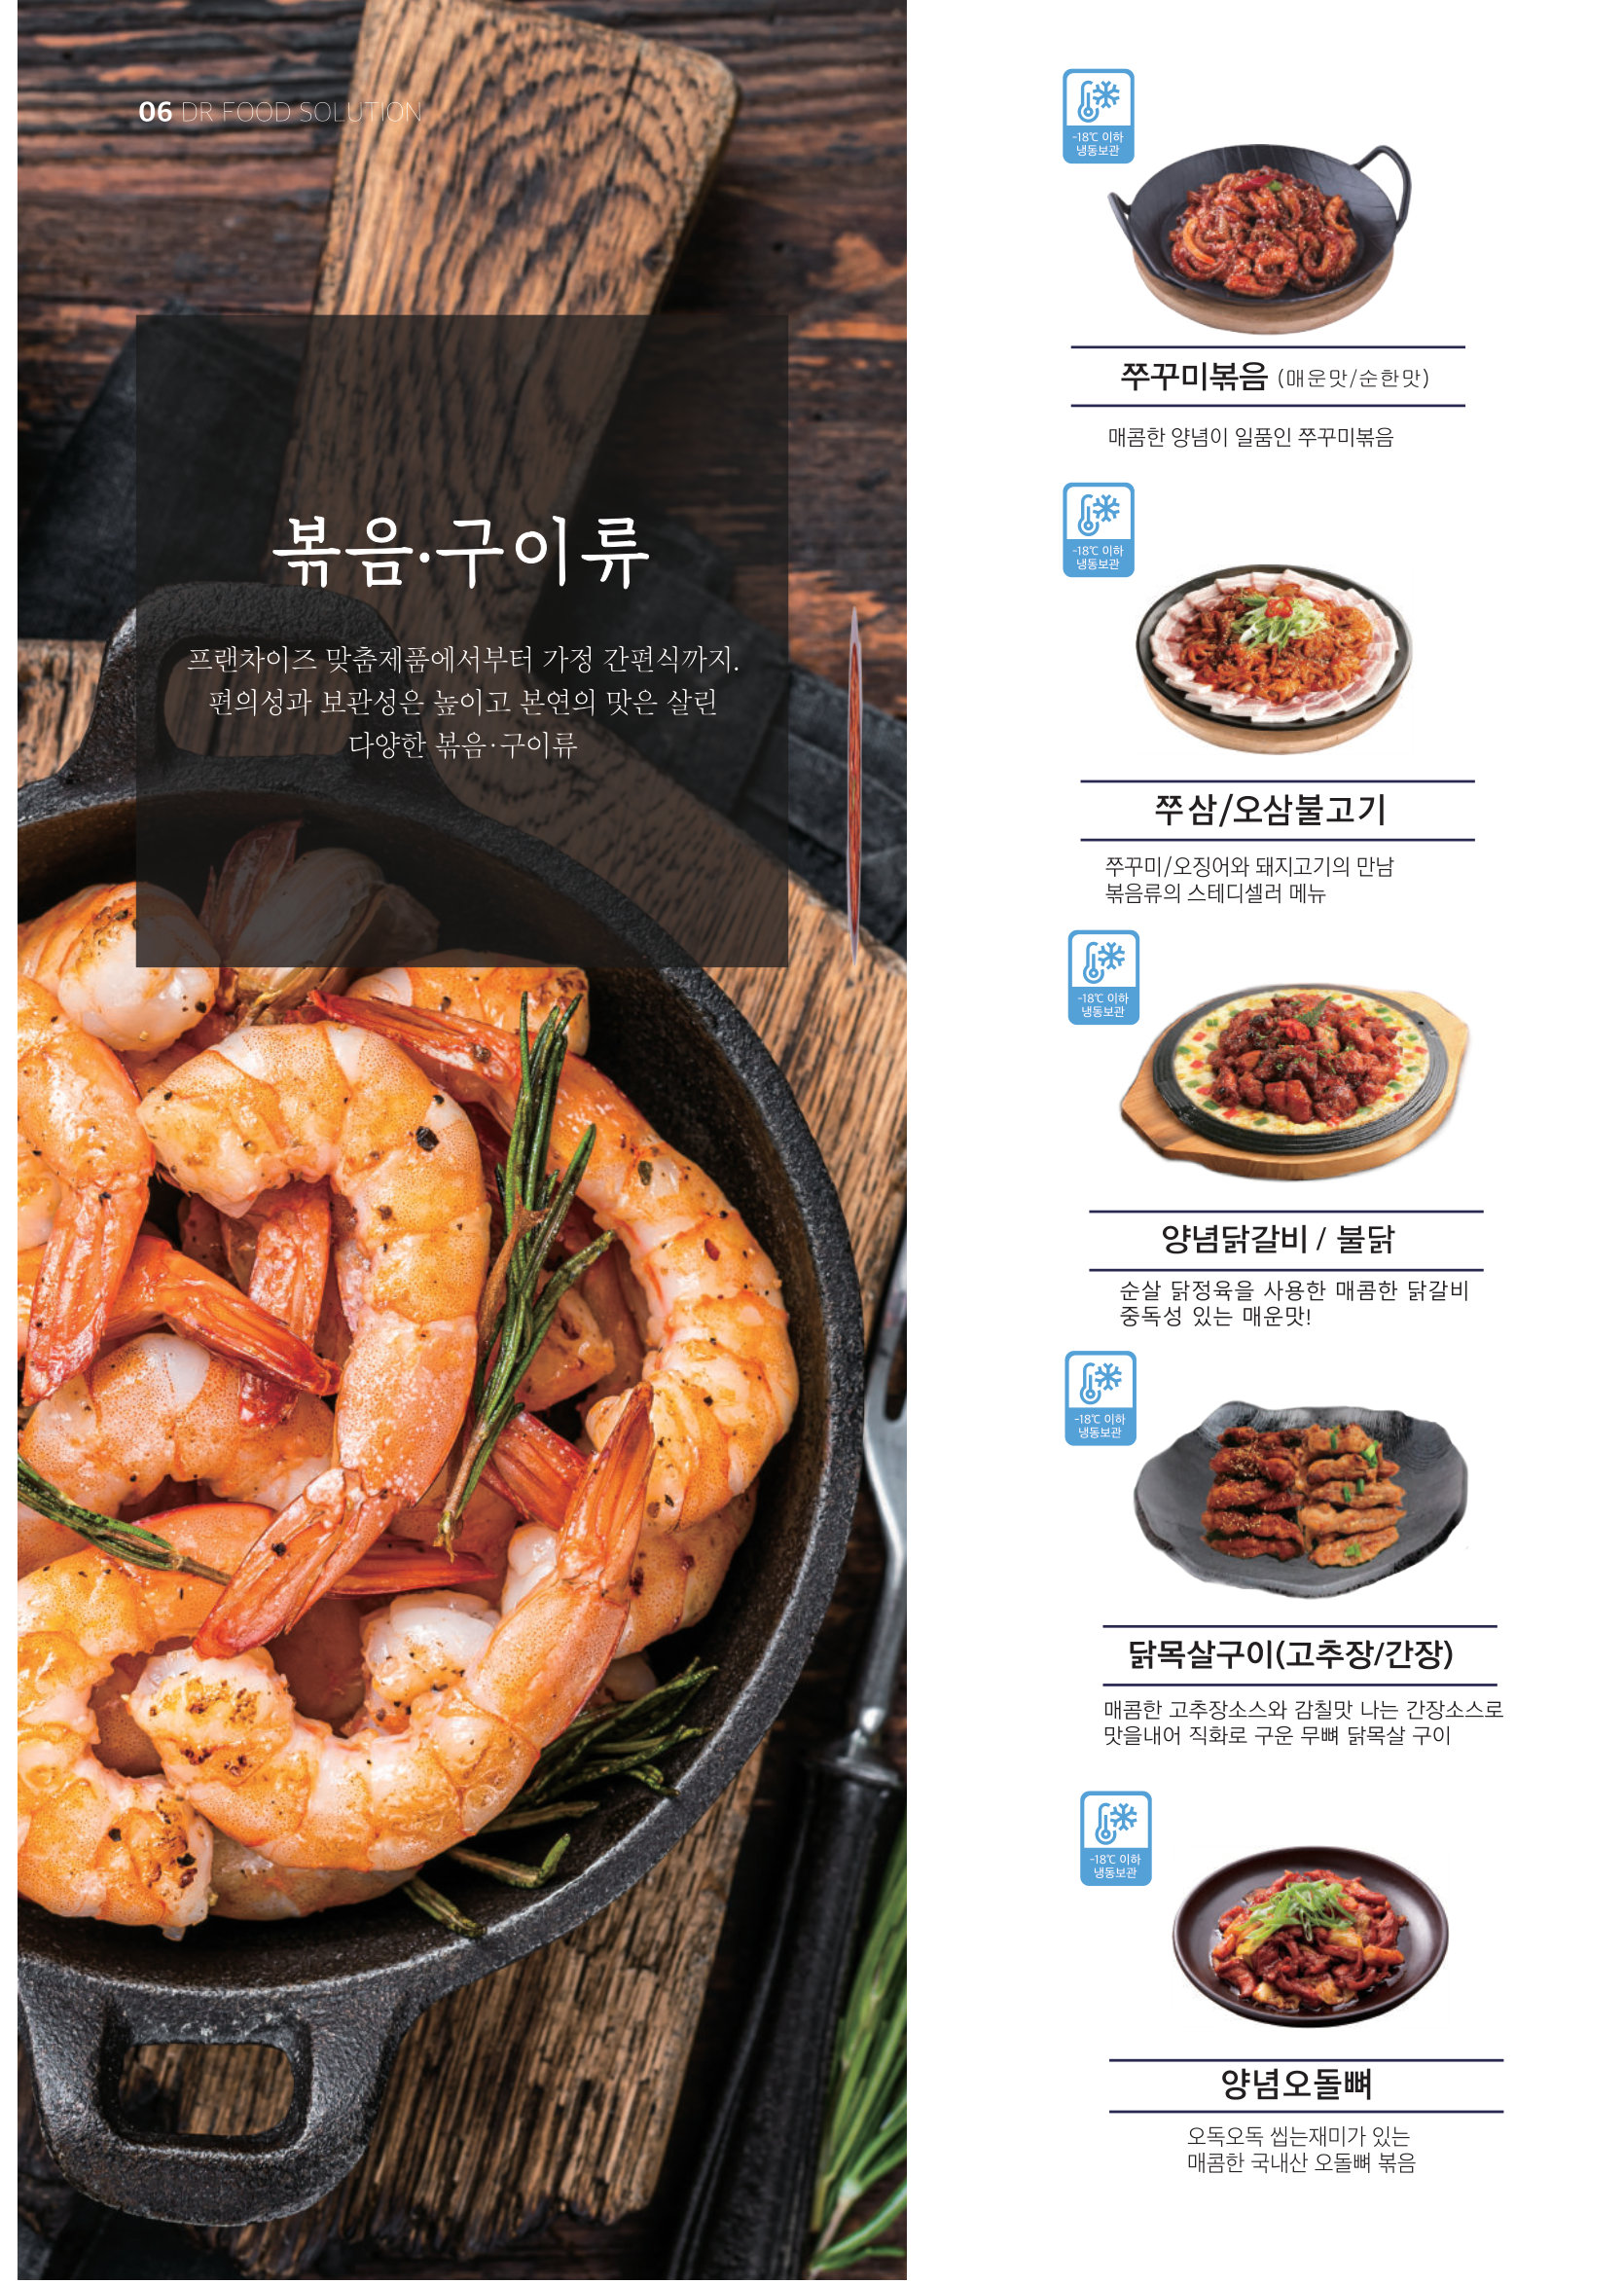 06 DR FOOD SOLUTION
볶음·구이류
프랜차이즈 맞춤제품에서부터 가정 간편식까지.
편의성과 보관성은 높이고 본연의 맛은 살린
다양한 볶음·구이류
-18℃ 이하
냉동보관
쭈꾸미볶음 (매운맛/순한맛)
매콤한 양념이 일품인 쭈꾸미볶음
-18℃ 이하
냉동보관
쭈삼/오삼불고기
쭈꾸미/오징어와 돼지고기의 만남
볶음류의 스테디셀러 메뉴
-18℃ 이하
냉동보관
양념닭갈비 / 불닭
순살 닭정육을 사용한 매콤한 닭갈비
중독성 있는 매운맛!
-18℃ 이하
냉동보관
닭목살구이(고추장/간장)
매콤한 고추장소스와 감칠맛 나는 간장소스로
맛을내어 직화로 구운 무뼈 닭목살 구이
-18℃ 이하
냉동보관
양념오돌뼈
오독오독 씹는재미가 있는
매콤한 국내산 오돌뼈 볶음